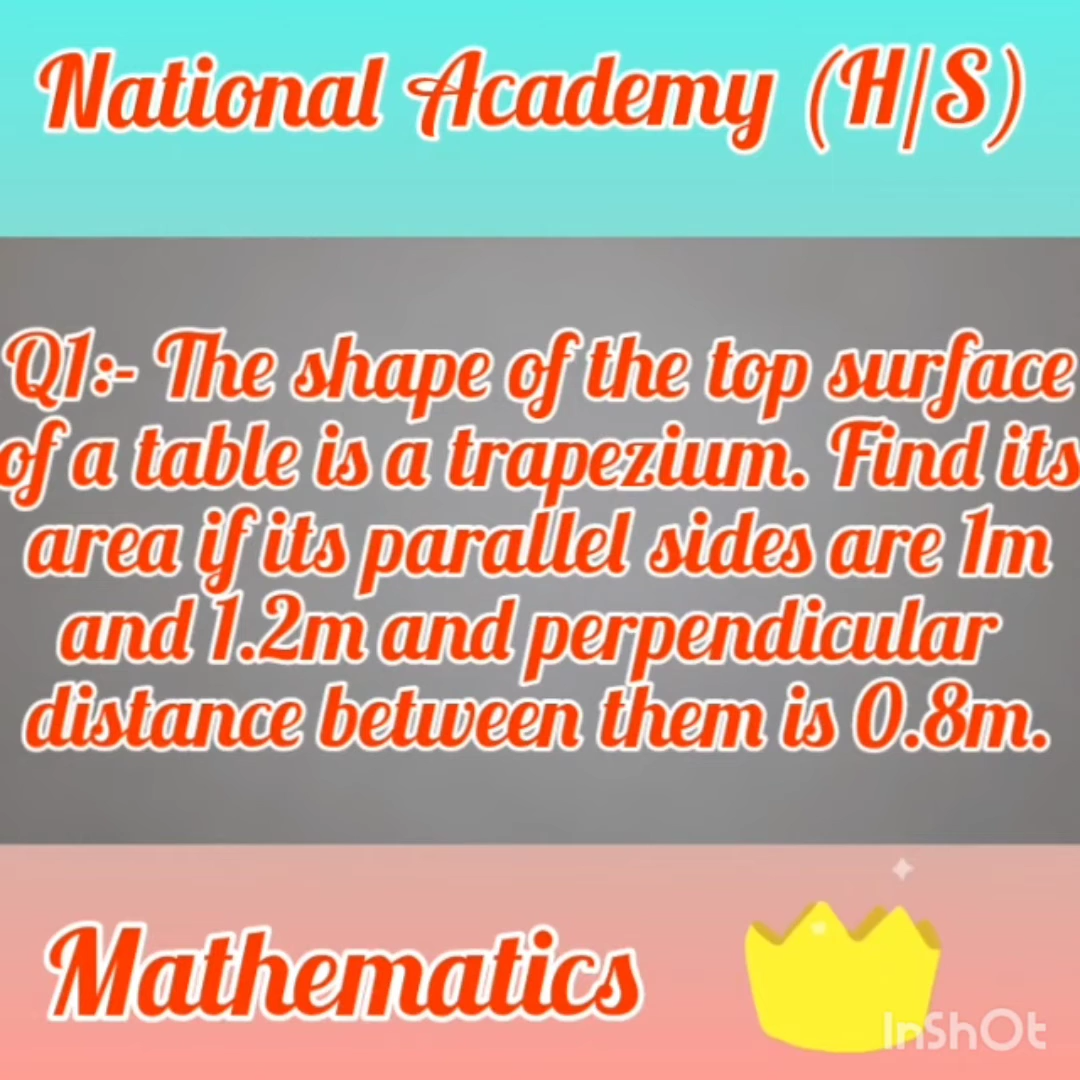 National Academy (H/S)
Q1:- The shape of the top surface
of a table is a trapezium. Find its
area if its parallel sides are 1m
and 1.2m and perpendicular
distance between them is 0.8m.
Mathematics
InShOt